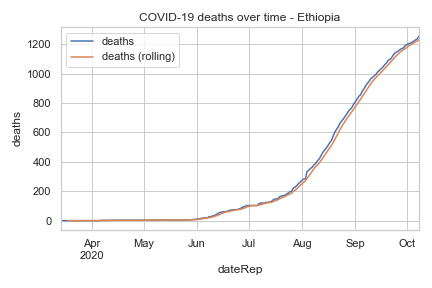 COVID-19 deaths over time - Ethiopia
deaths
deaths (rolling)
1200
1000
800
600
400
200
0
deaths
Apr May Jun Jul Aug Sep Oct
2020
dateRep